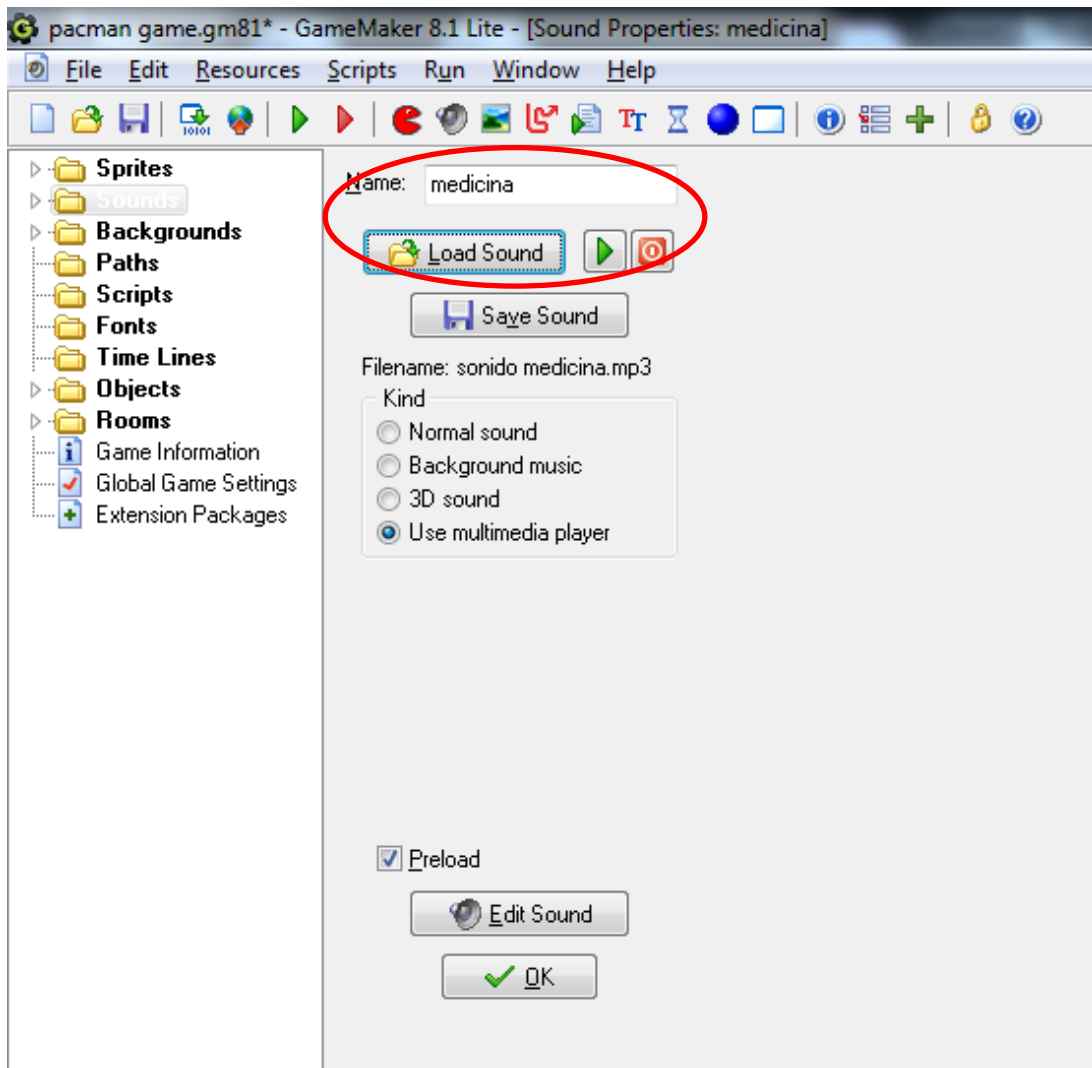 pacman game.gm81* - GameMaker 8.1 Lite - [Sound Properties: medicina]
File Edit Resources Scripts Run Window Help
Sprites
Sounds
Backgrounds
Paths
Scripts
Fonts
Time Lines
Objects
Rooms
Game Information
Global Game Settings
Extension Packages
Name: medicina
Load Sound
Save Sound
Filename: sonido medicina.mp3
Kind
Normal sound
Background music
3D sound
Use multimedia player
Preload
Edit Sound
OK